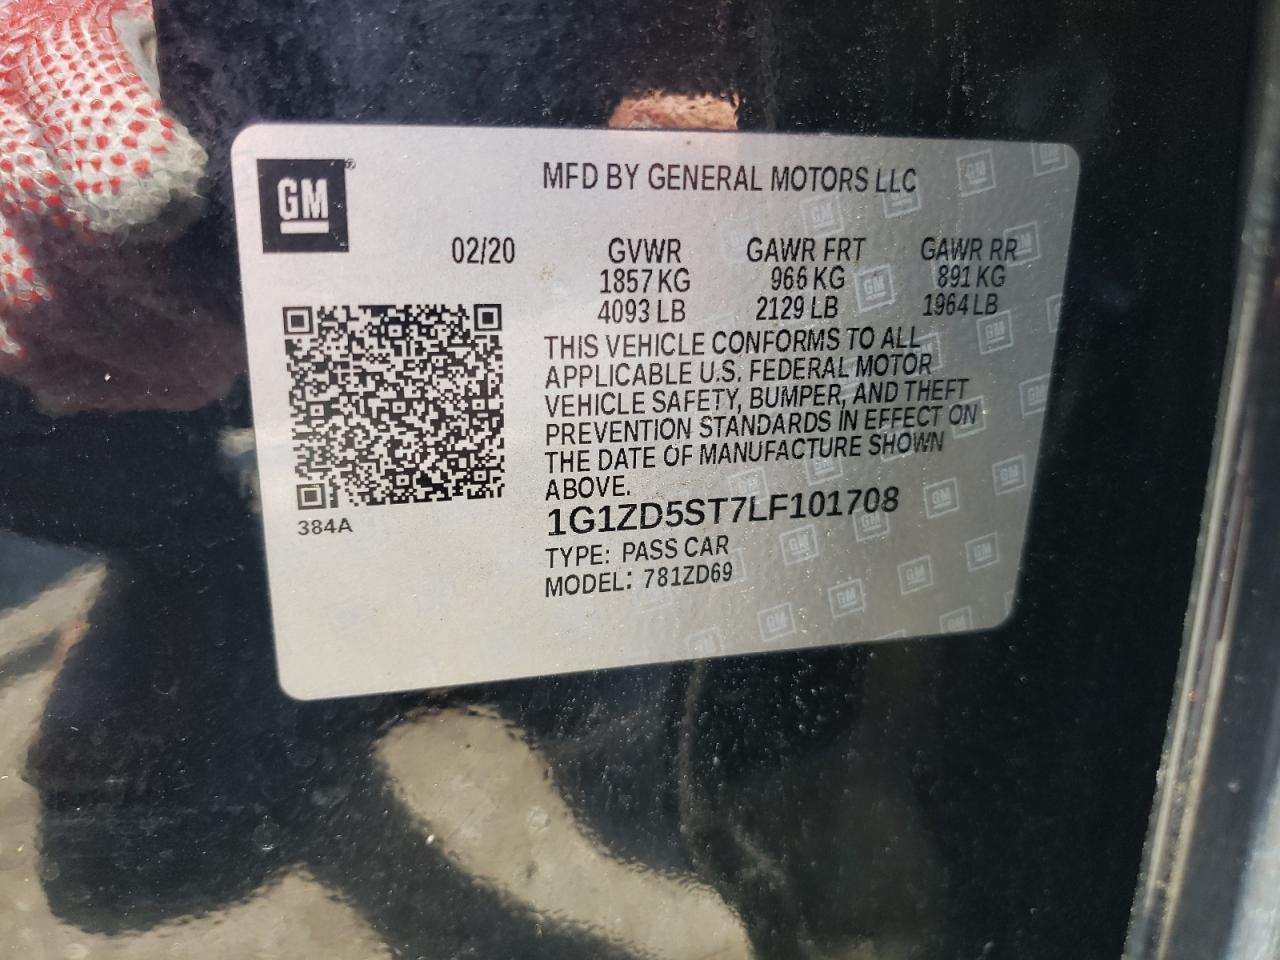 GM
MFD BY GENERAL MOTORS LLC
02/20 GVWR GAWR FRT GAWR RR
1857 KG 966 KG 891 KG
4093 LB 2129 LB 1964 LB
THIS VEHICLE CONFORMS TO ALL
APPLICABLE U.S. FEDERAL MOTOR
VEHICLE SAFETY, BUMPER, AND THEFT
PREVENTION STANDARDS IN EFFECT ON
THE DATE OF MANUFACTURE SHOWN
ABOVE.
384A
1G1ZD5ST7LF101708
TYPE: PASS CAR
MODEL: 781ZD69